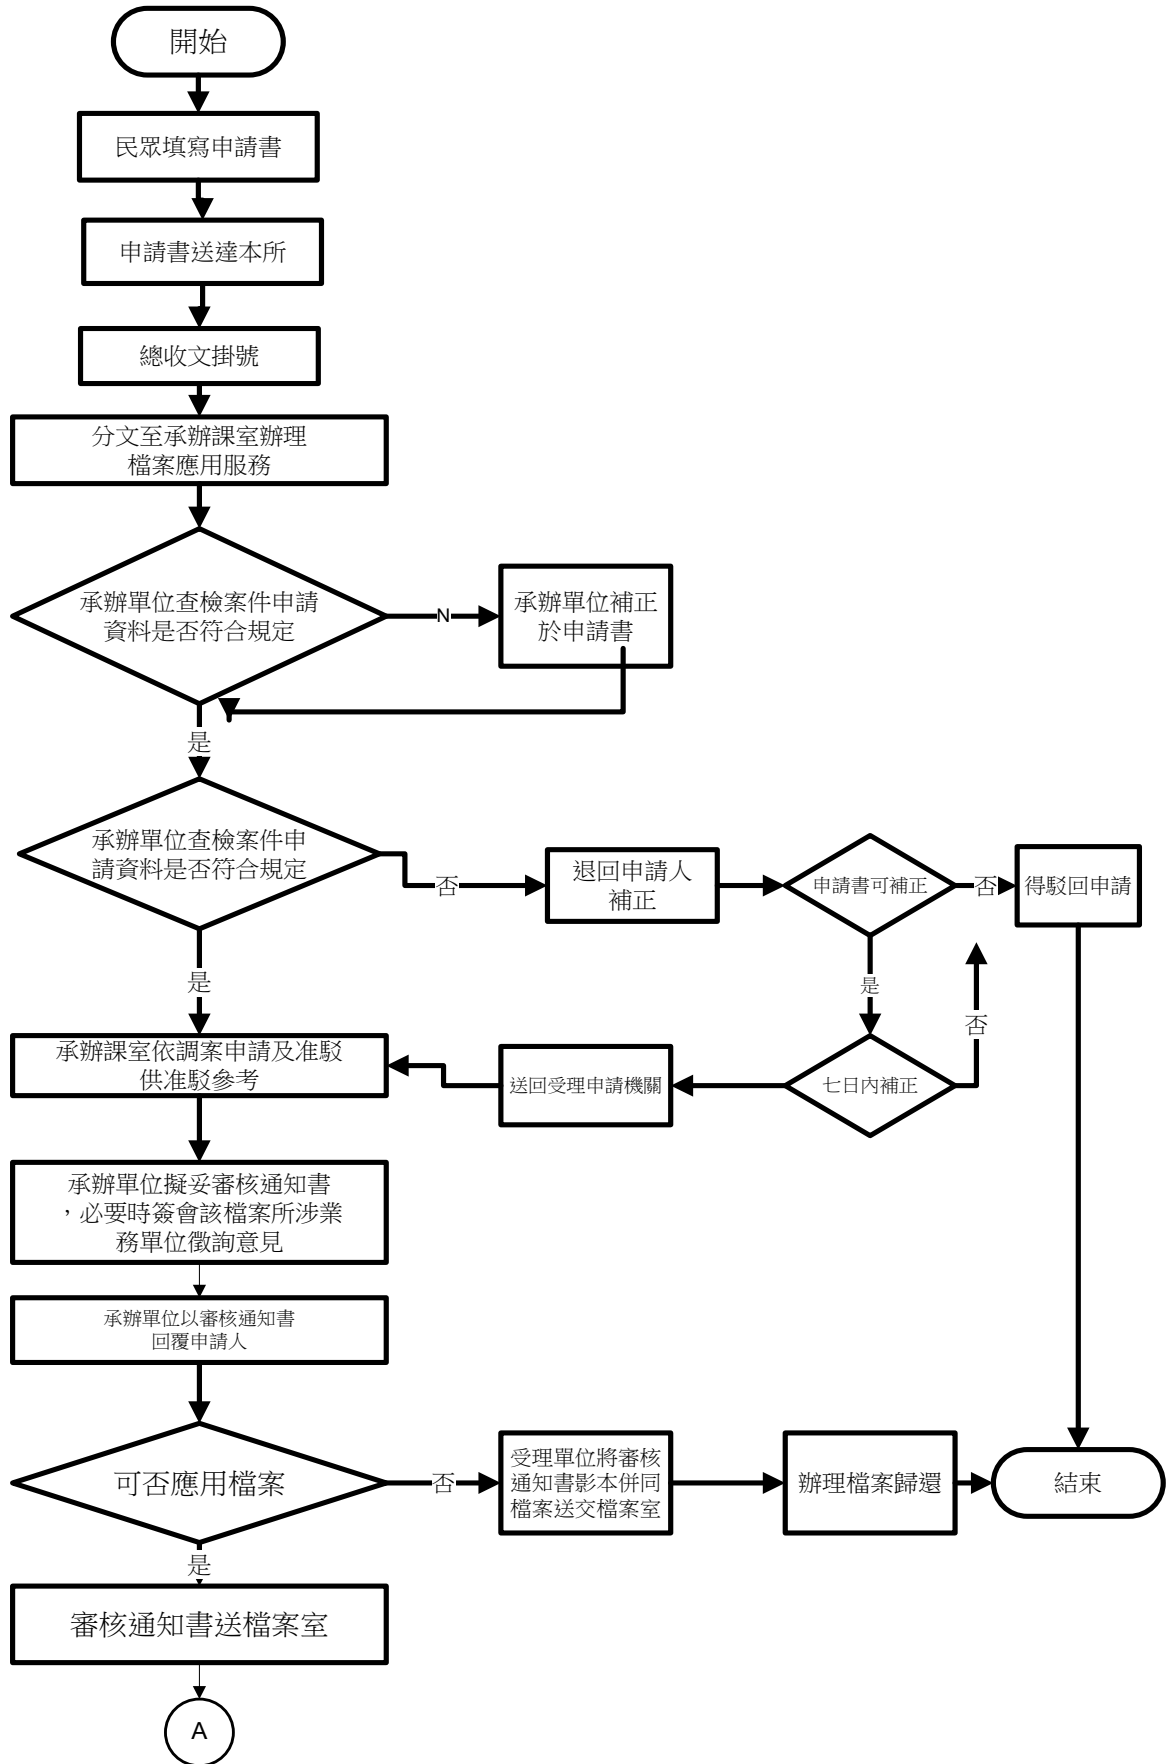 開始
民眾填寫申請書
申請書送達本所
總收文掛號
分文至承辦課室辦理
檔案應用服務
承辦單位查檢案件申請
資料是否符合規定
N
承辦單位補正
於申請書
是
承辦單位查檢案件申
請資料是否符合規定
否
退回申請人
補正
申請書可補正
否
得駁回申請
是
是
否
承辦課室依調案申請及准駁
供准駁參考
送回受理申請機關
七日內補正
承辦單位擬妥審核通知書
，必要時簽會該檔案所涉業
務單位徵詢意見
承辦單位以審核通知書
回覆申請人
可否應用檔案
否
受理單位將審核
通知書影本併同
檔案送文檔案室
辦理檔案歸還
結束
是
審核通知書送檔案室
A